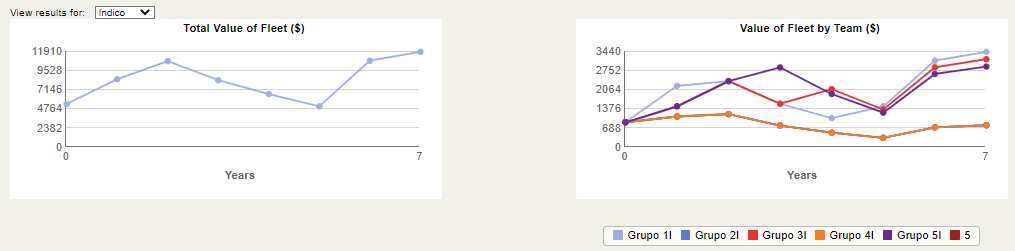 View results for: Indico
Total Value of Fleet ($)
11910
9528
7146
4764
2382
0
0 7
Years
Value of Fleet by Team ($)
3440
2752
2064
1376
688
0
0 7
Years
Grupo 1I Grupo 2I Grupo 3I Grupo 4I Grupo 5I 5